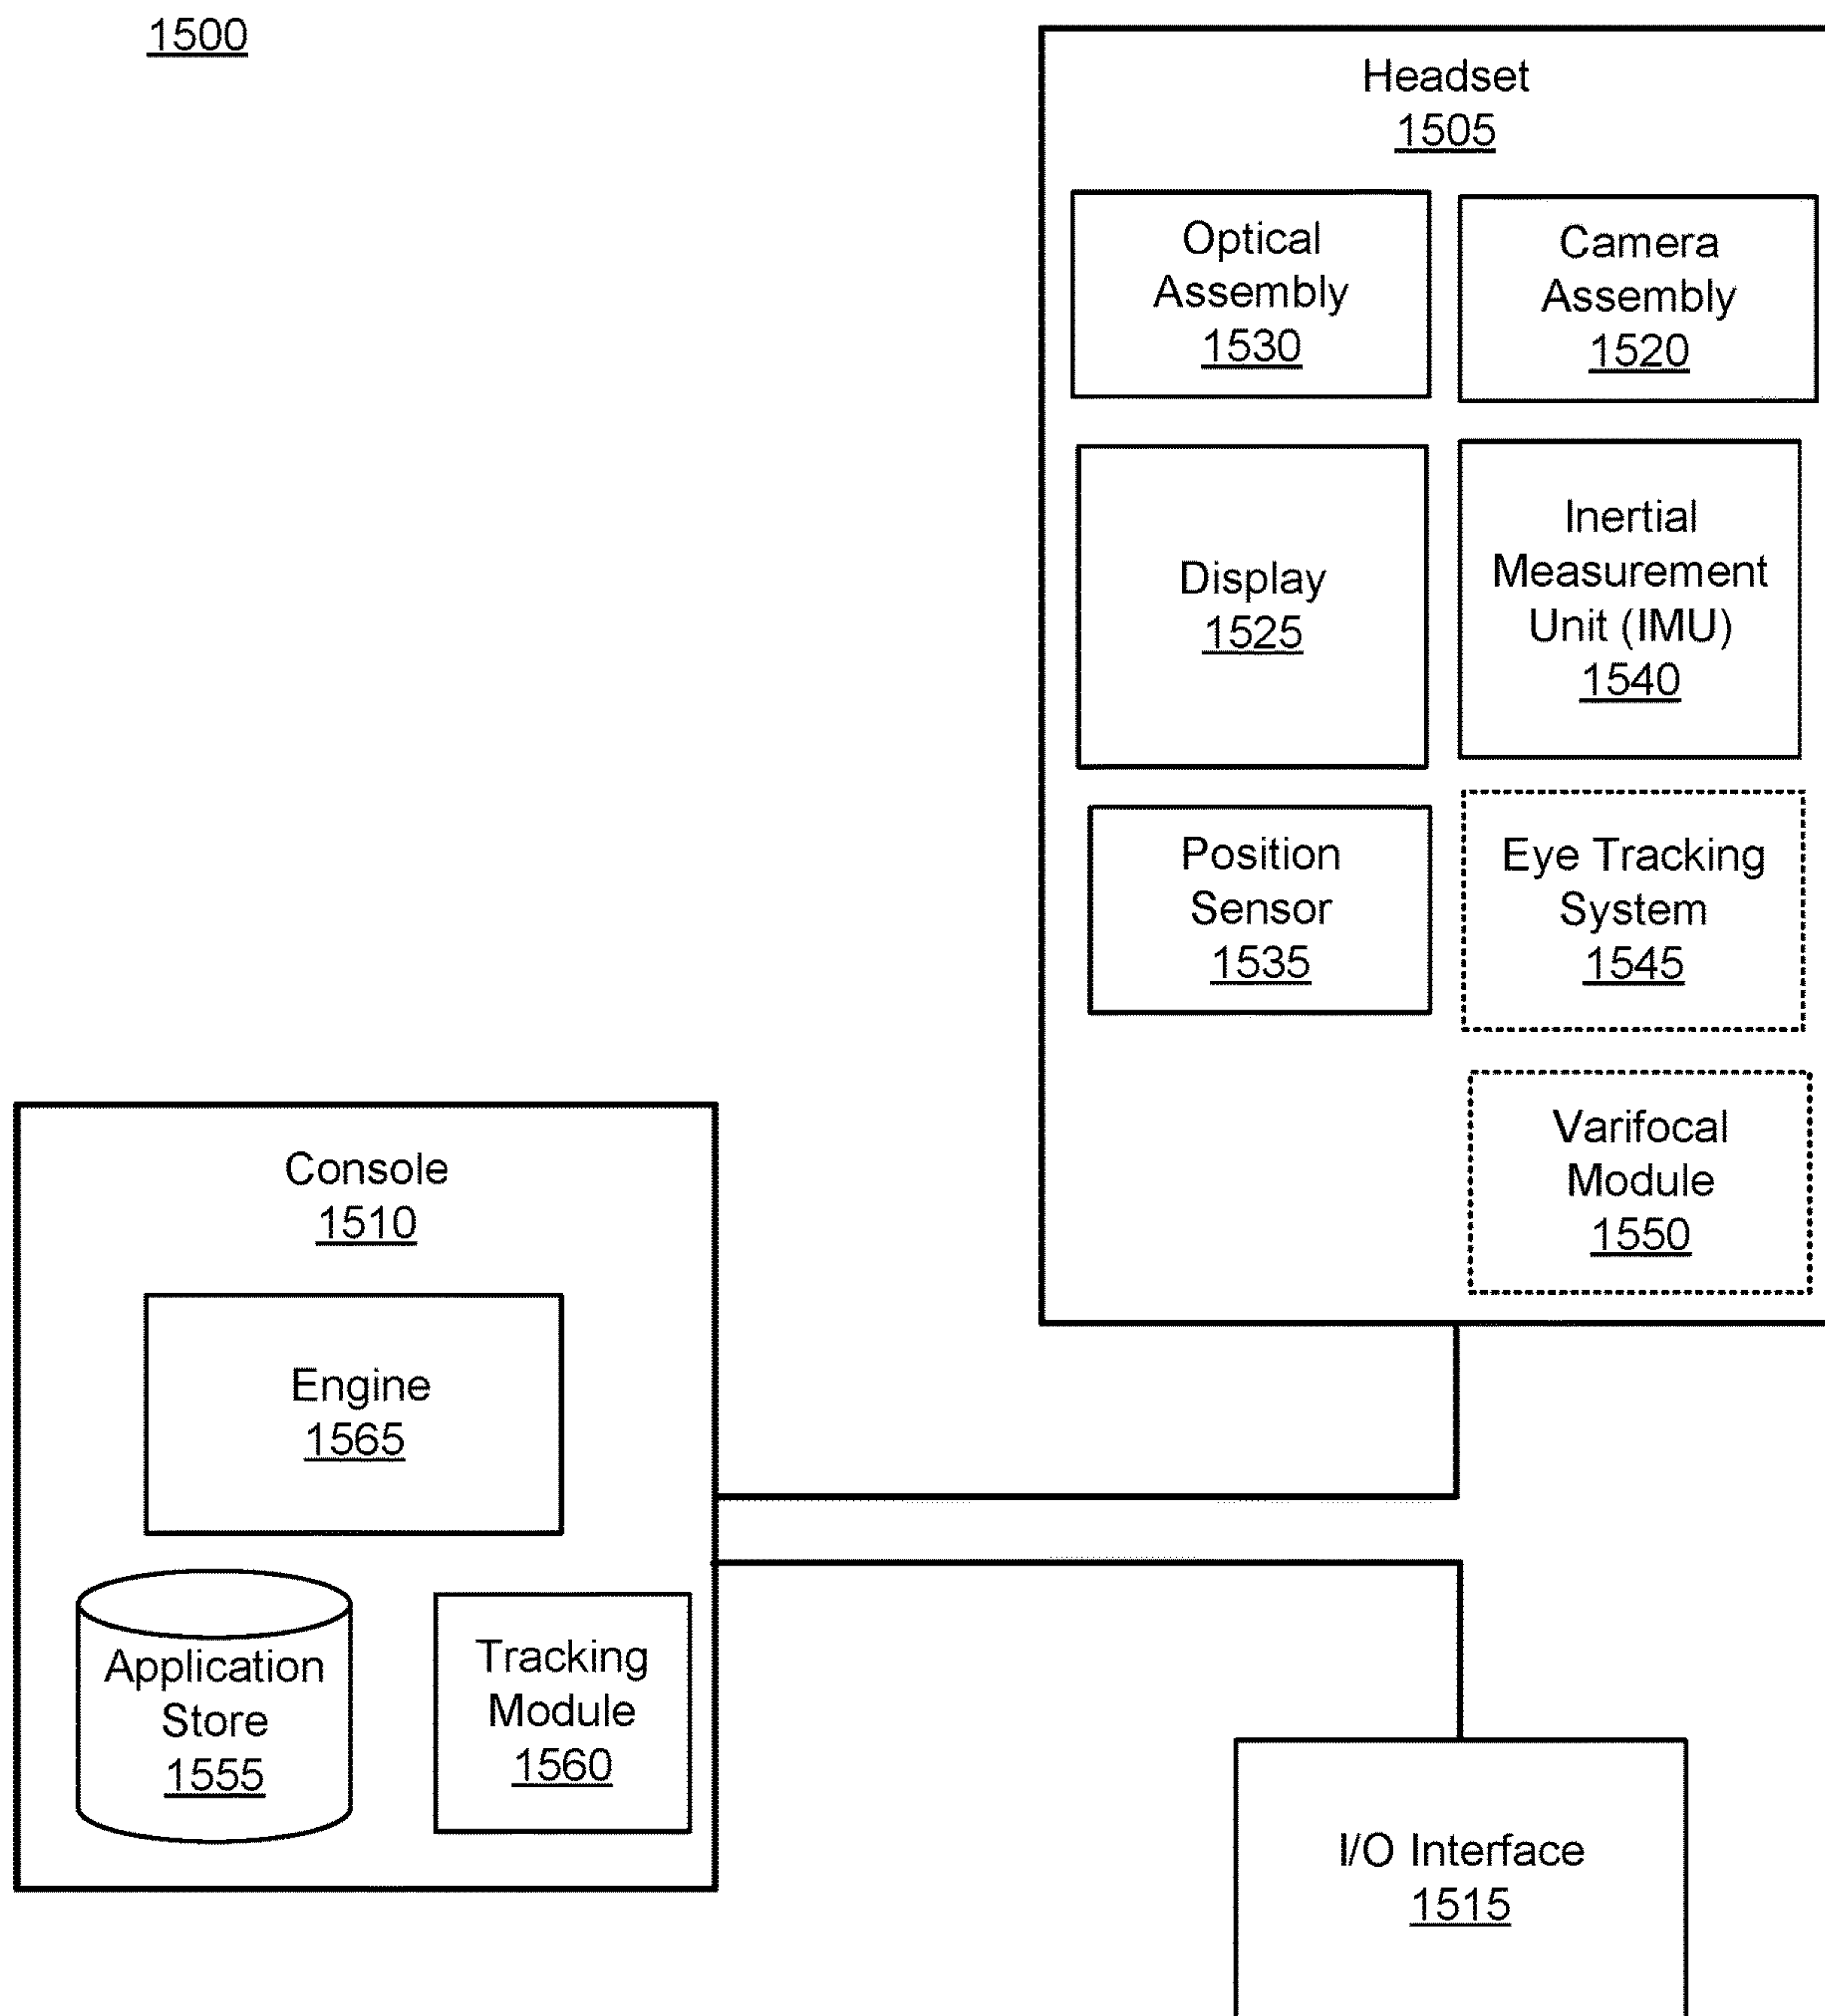 1500
Headset
1505
Optical
Assembly
1530
Camera
Assembly
1520
Display
1525
Inertial
Measurement
Unit (IMU)
1540
Position
Sensor
1535
Eye Tracking
System
1545
Varifocal
Module
1550
Console
1510
Engine
1565
Application
Store
1555
Tracking
Module
1560
I/O Interface
1515